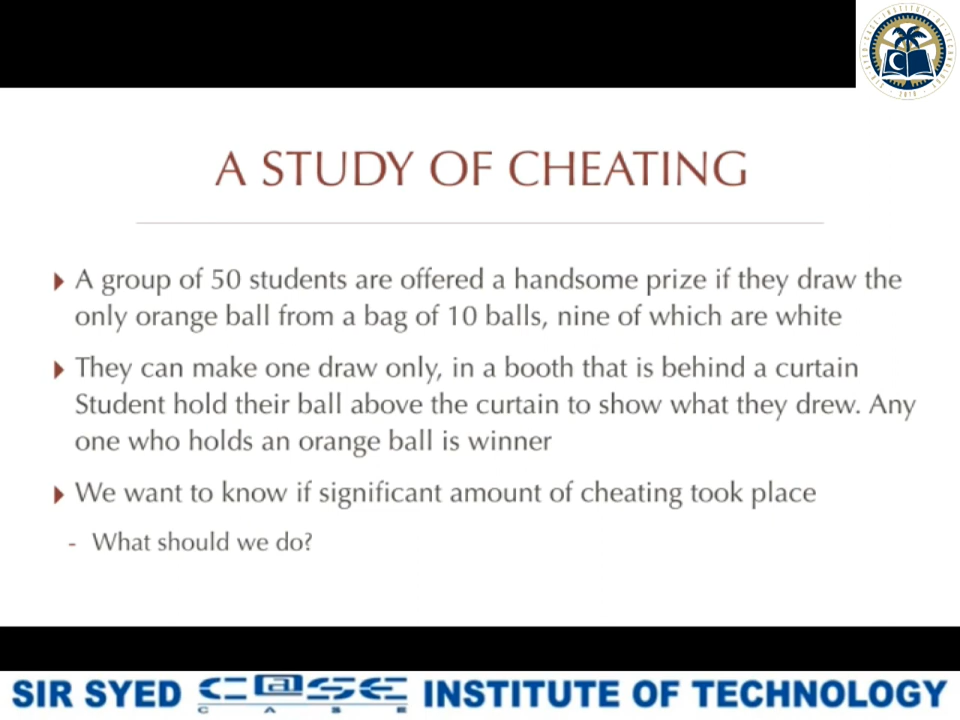 A STUDY OF CHEATING
A group of 50 students are offered a handsome prize if they draw the
only orange ball from a bag of 10 balls, nine of which are white
They can make one draw only, in a booth that is behind a curtain
Student hold their ball above the curtain to show what they drew. Any
one who holds an orange ball is winner
We want to know if significant amount of cheating took place
- What should we do?
SIR SYED C@SE INSTITUTE OF TECHNOLOGY
C A S E